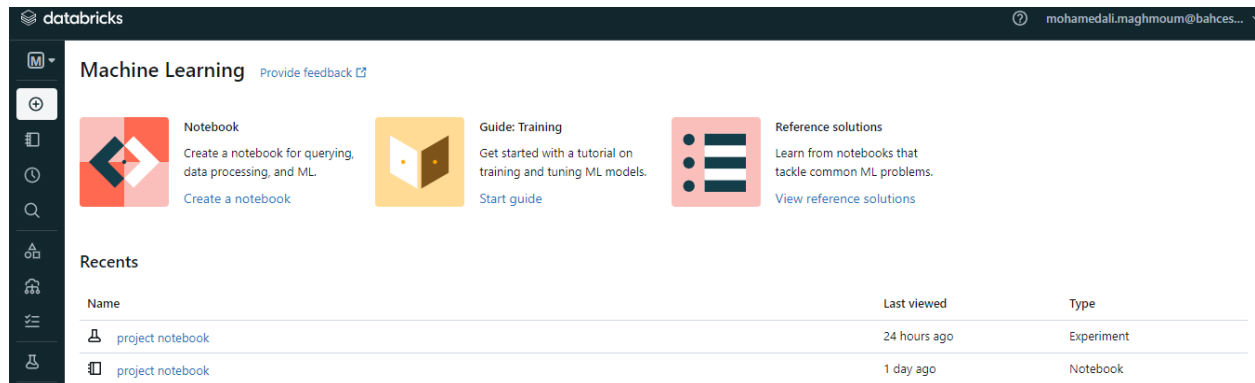 databricks
mohamedali.maghmoum@bahces...
M
Machine Learning Provide feedback
Notebook
Create a notebook for querying,
data processing, and ML.
Create a notebook
Guide: Training
Get started with a tutorial on
training and tuning ML models.
Start guide
Reference solutions
Learn from notebooks that
tackle common ML problems.
View reference solutions
Recents
Name Last viewed Type
project notebook 24 hours ago Experiment
project notebook 1 day ago Notebook